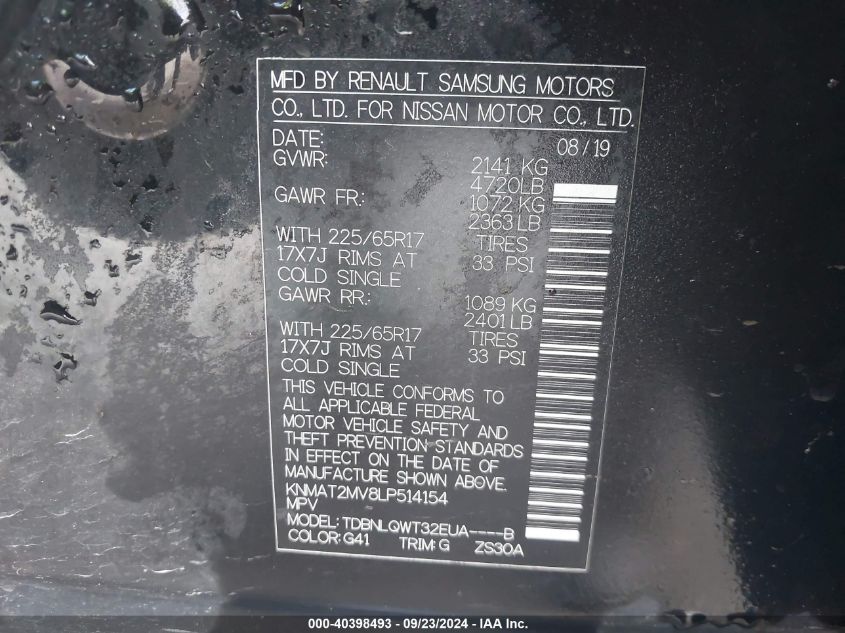 MFD BY RENAULT SAMSUNG MOTORS
CO., LTD. FOR NISSAN MOTOR CO., LTD.
DATE: 08/19
GVWR: 2141 KG
4720LB
GAWR FR: 1072 KG
2363 LB
WITH 225/65R17 TIRES
17X7J RIMS AT 33 PSI
COLD SINGLE
GAWR RR: 1089 KG
2401 LB
WITH 225/65R17 TIRES
17X7J RIMS AT 33 PSI
COLD SINGLE
THIS VEHICLE CONFORMS TO
ALL APPLICABLE FEDERAL
MOTOR VEHICLE SAFETY AND
THEFT PREVENTION STANDARDS
IN EFFECT ON THE DATE OF
MANUFACTURE SHOWN ABOVE.
KNMAT2MV8LP514154
MPV
MODEL: TDBNLQWT32EUA----B
COLOR: G41 TRIM: G ZS30A
000-40398493 - 09/23/2024 - IAA Inc.